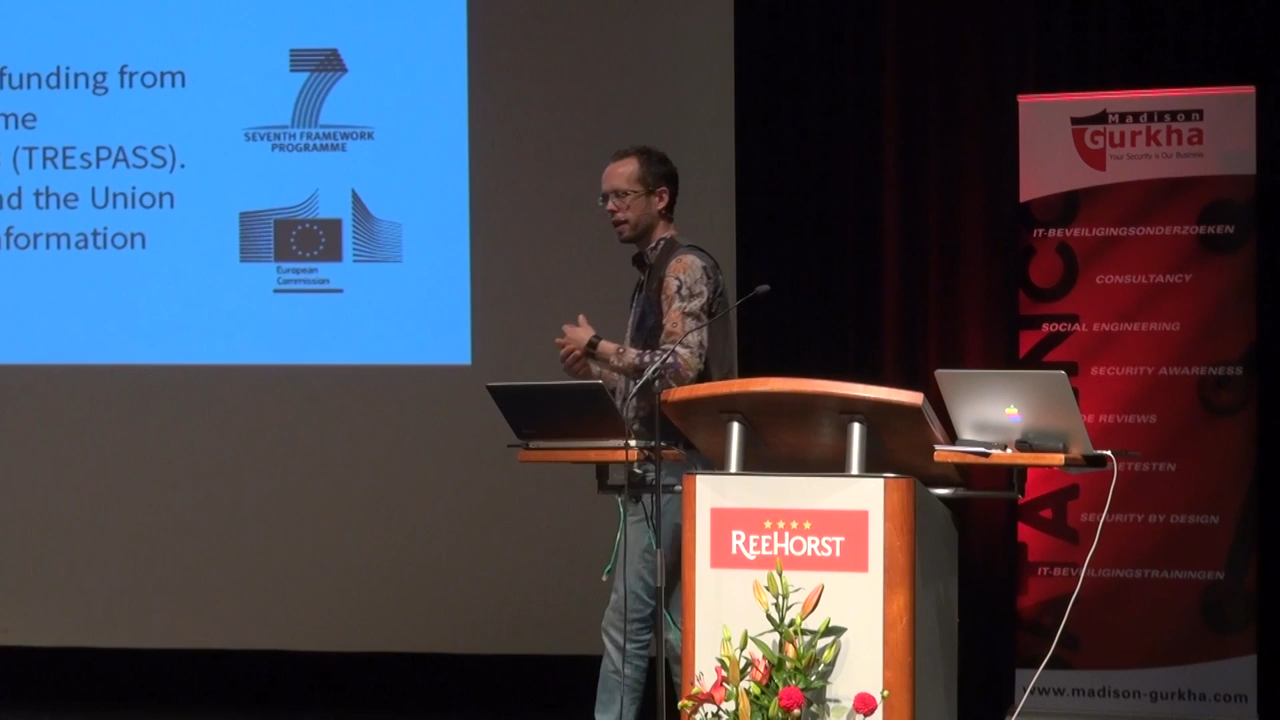 funding from
me
(TREsPASS).
nd the Union
nformation
7
SEVENTH FRAMEWORK
PROGRAMME
European
Commission
Madison
Gurkha
Your Security is Our Business
IT-BEVEILIGINGSONDERZOEKEN
CONSULTANCY
SOCIAL ENGINEERING
SECURITY AWARENESS
DE REVIEWS
ETESTEN
SECURITY BY DESIGN
IT-BEVEILIGINGSTRAININGEN
www.madison-gurkha.com
REEHORST